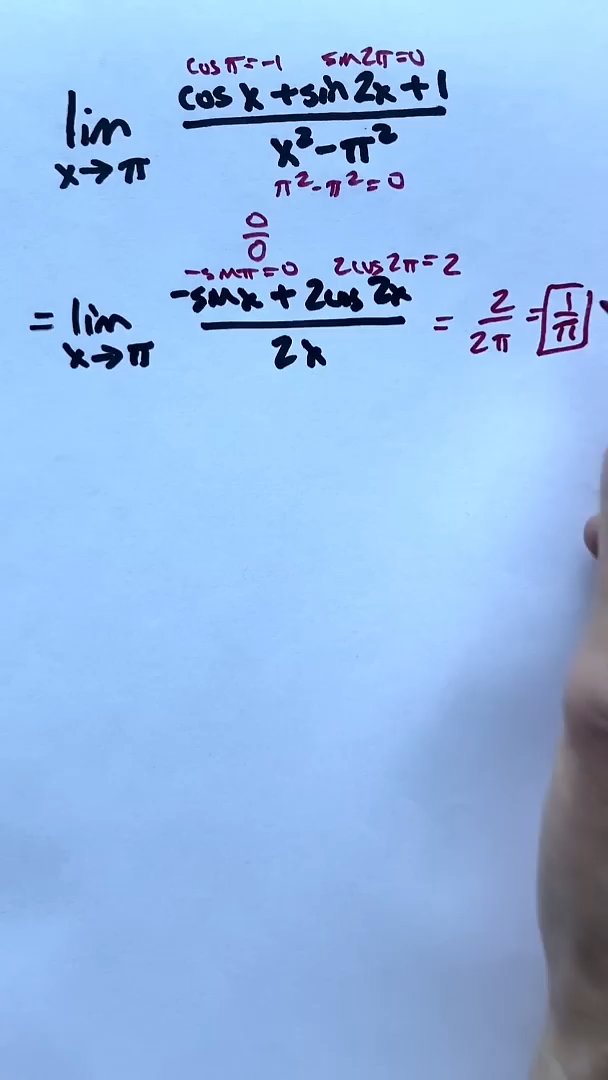 cos π = -1 sin 2π = 0
lim x→π cos x + sin 2x + 1 / x² - π²
π² - π² = 0
0/0
-sin π = 0 2cos 2π = 2
= lim x→π -sin x + 2cos 2x / 2x = 2/2π = 1/π